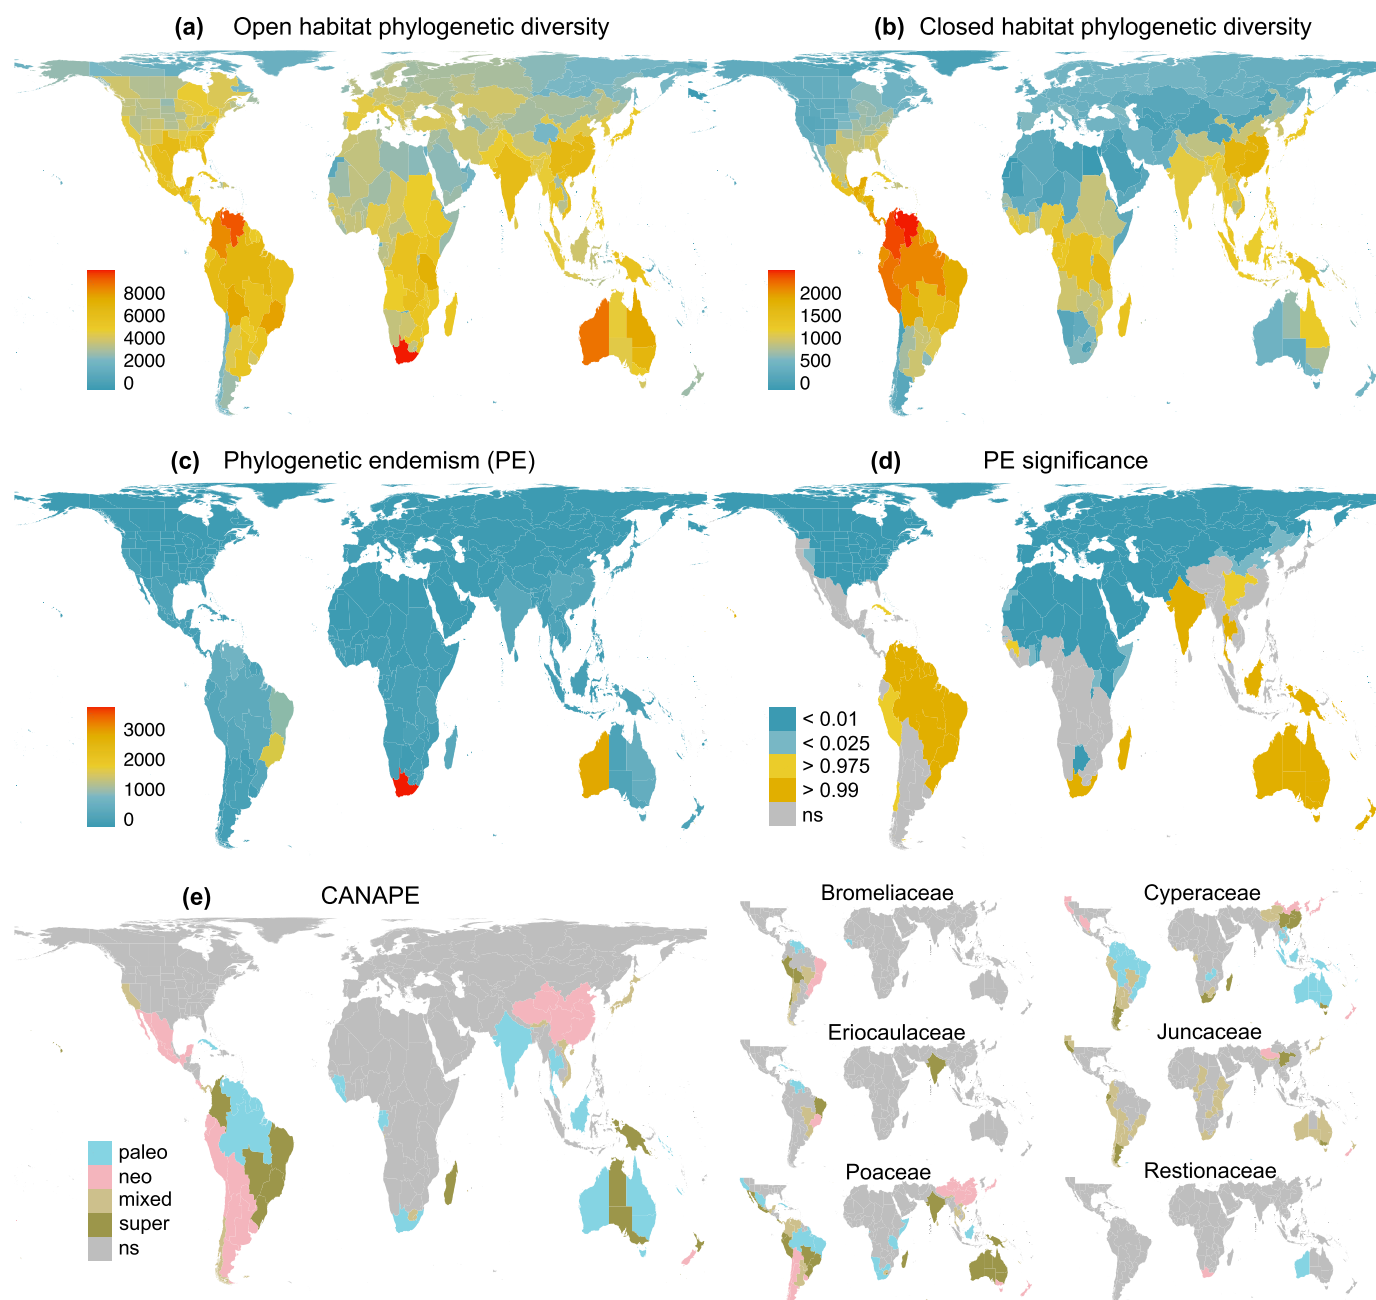 (a) Open habitat phylogenetic diversity
8000
6000
4000
2000
0
(b) Closed habitat phylogenetic diversity
2000
1500
1000
500
0
(c) Phylogenetic endemism (PE)
3000
2000
1000
0
(d) PE significance
< 0.01
< 0.025
> 0.975
> 0.99
ns
(e) CANAPE
paleo
neo
mixed
super
ns
Bromeliaceae
Cyperaceae
Eriocaulaceae
Juncaceae
Poaceae
Restionaceae